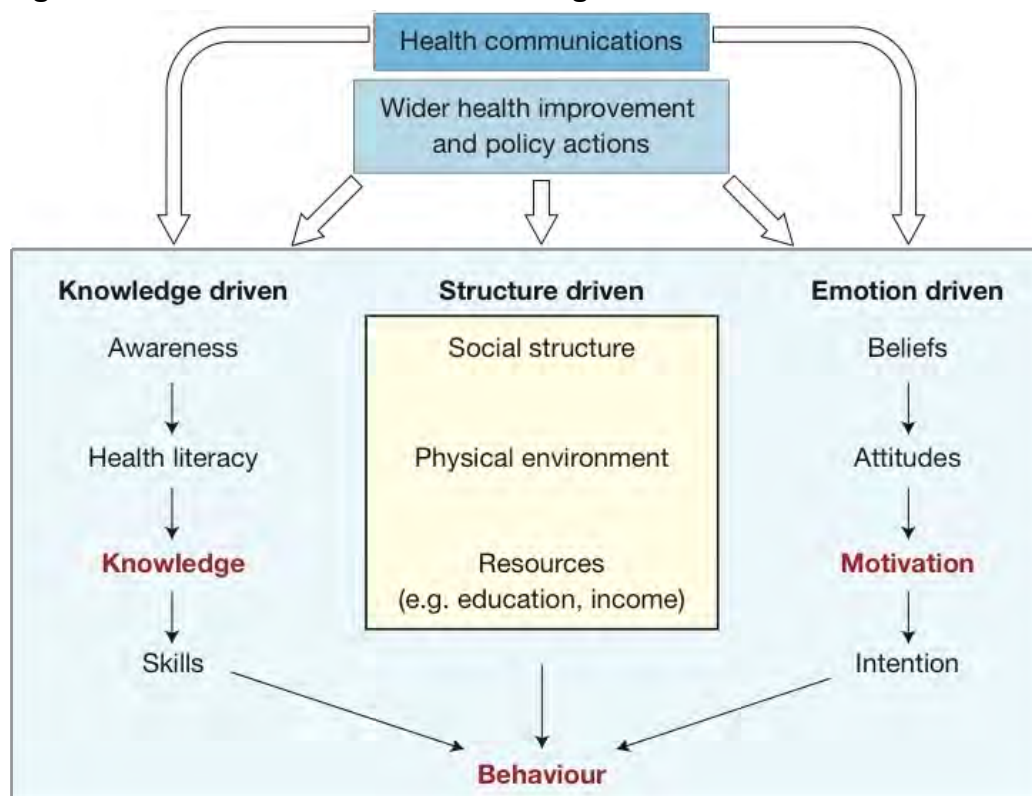 Health communications
Wider health improvement
and policy actions
Knowledge driven
Structure driven
Emotion driven
Awareness
Social structure
Beliefs
Health literacy
Physical environment
Attitudes
Knowledge
Resources
(e.g. education, income)
Motivation
Skills
Intention
Behaviour